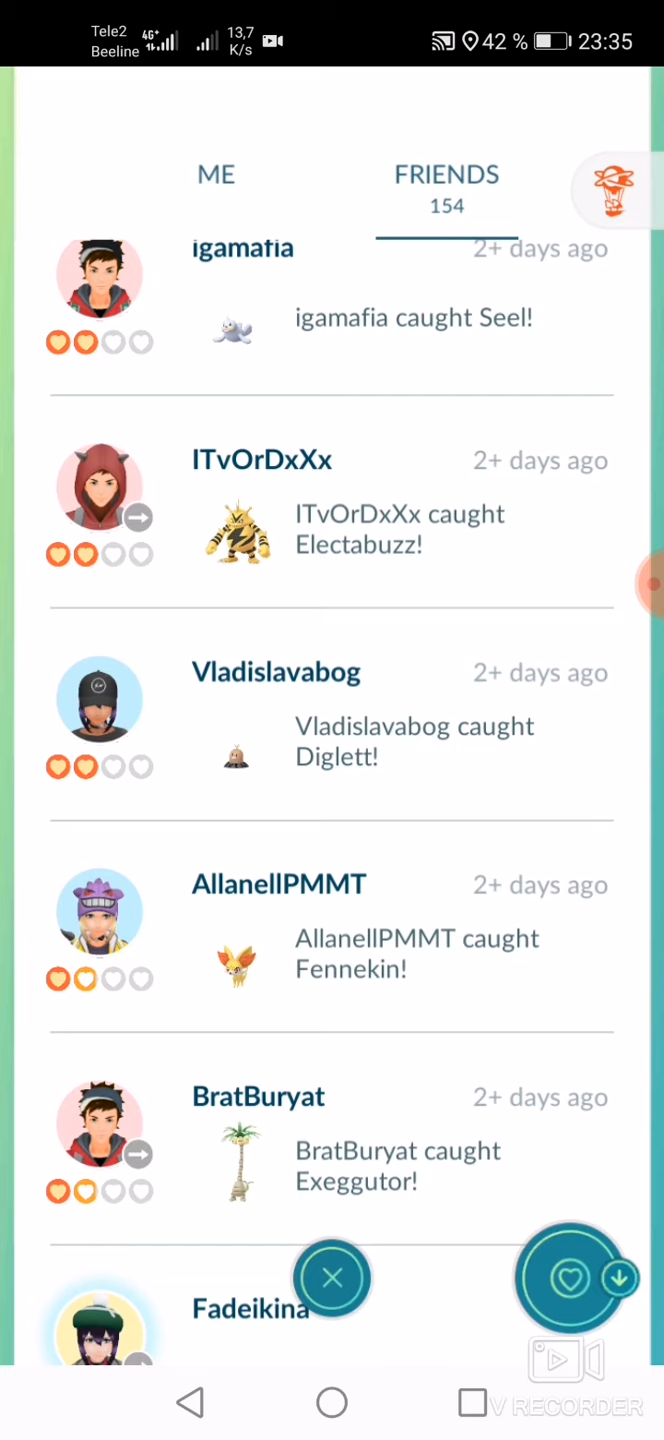 Tele2
Beeline
4G+
13,7
K/s
42 %
23:35
ME
FRIENDS
154
igamafia
2+ days ago
igamafia caught Seel!
ITvOrDxXx
2+ days ago
ITvOrDxXx caught
Electabuzz!
Vladislavabog
2+ days ago
Vladislavabog caught
Diglett!
AllanellPMMT
2+ days ago
AllanellPMMT caught
Fennekin!
BratBuryat
2+ days ago
BratBuryat caught
Exeggutor!
Fadeikina
V RECORDER